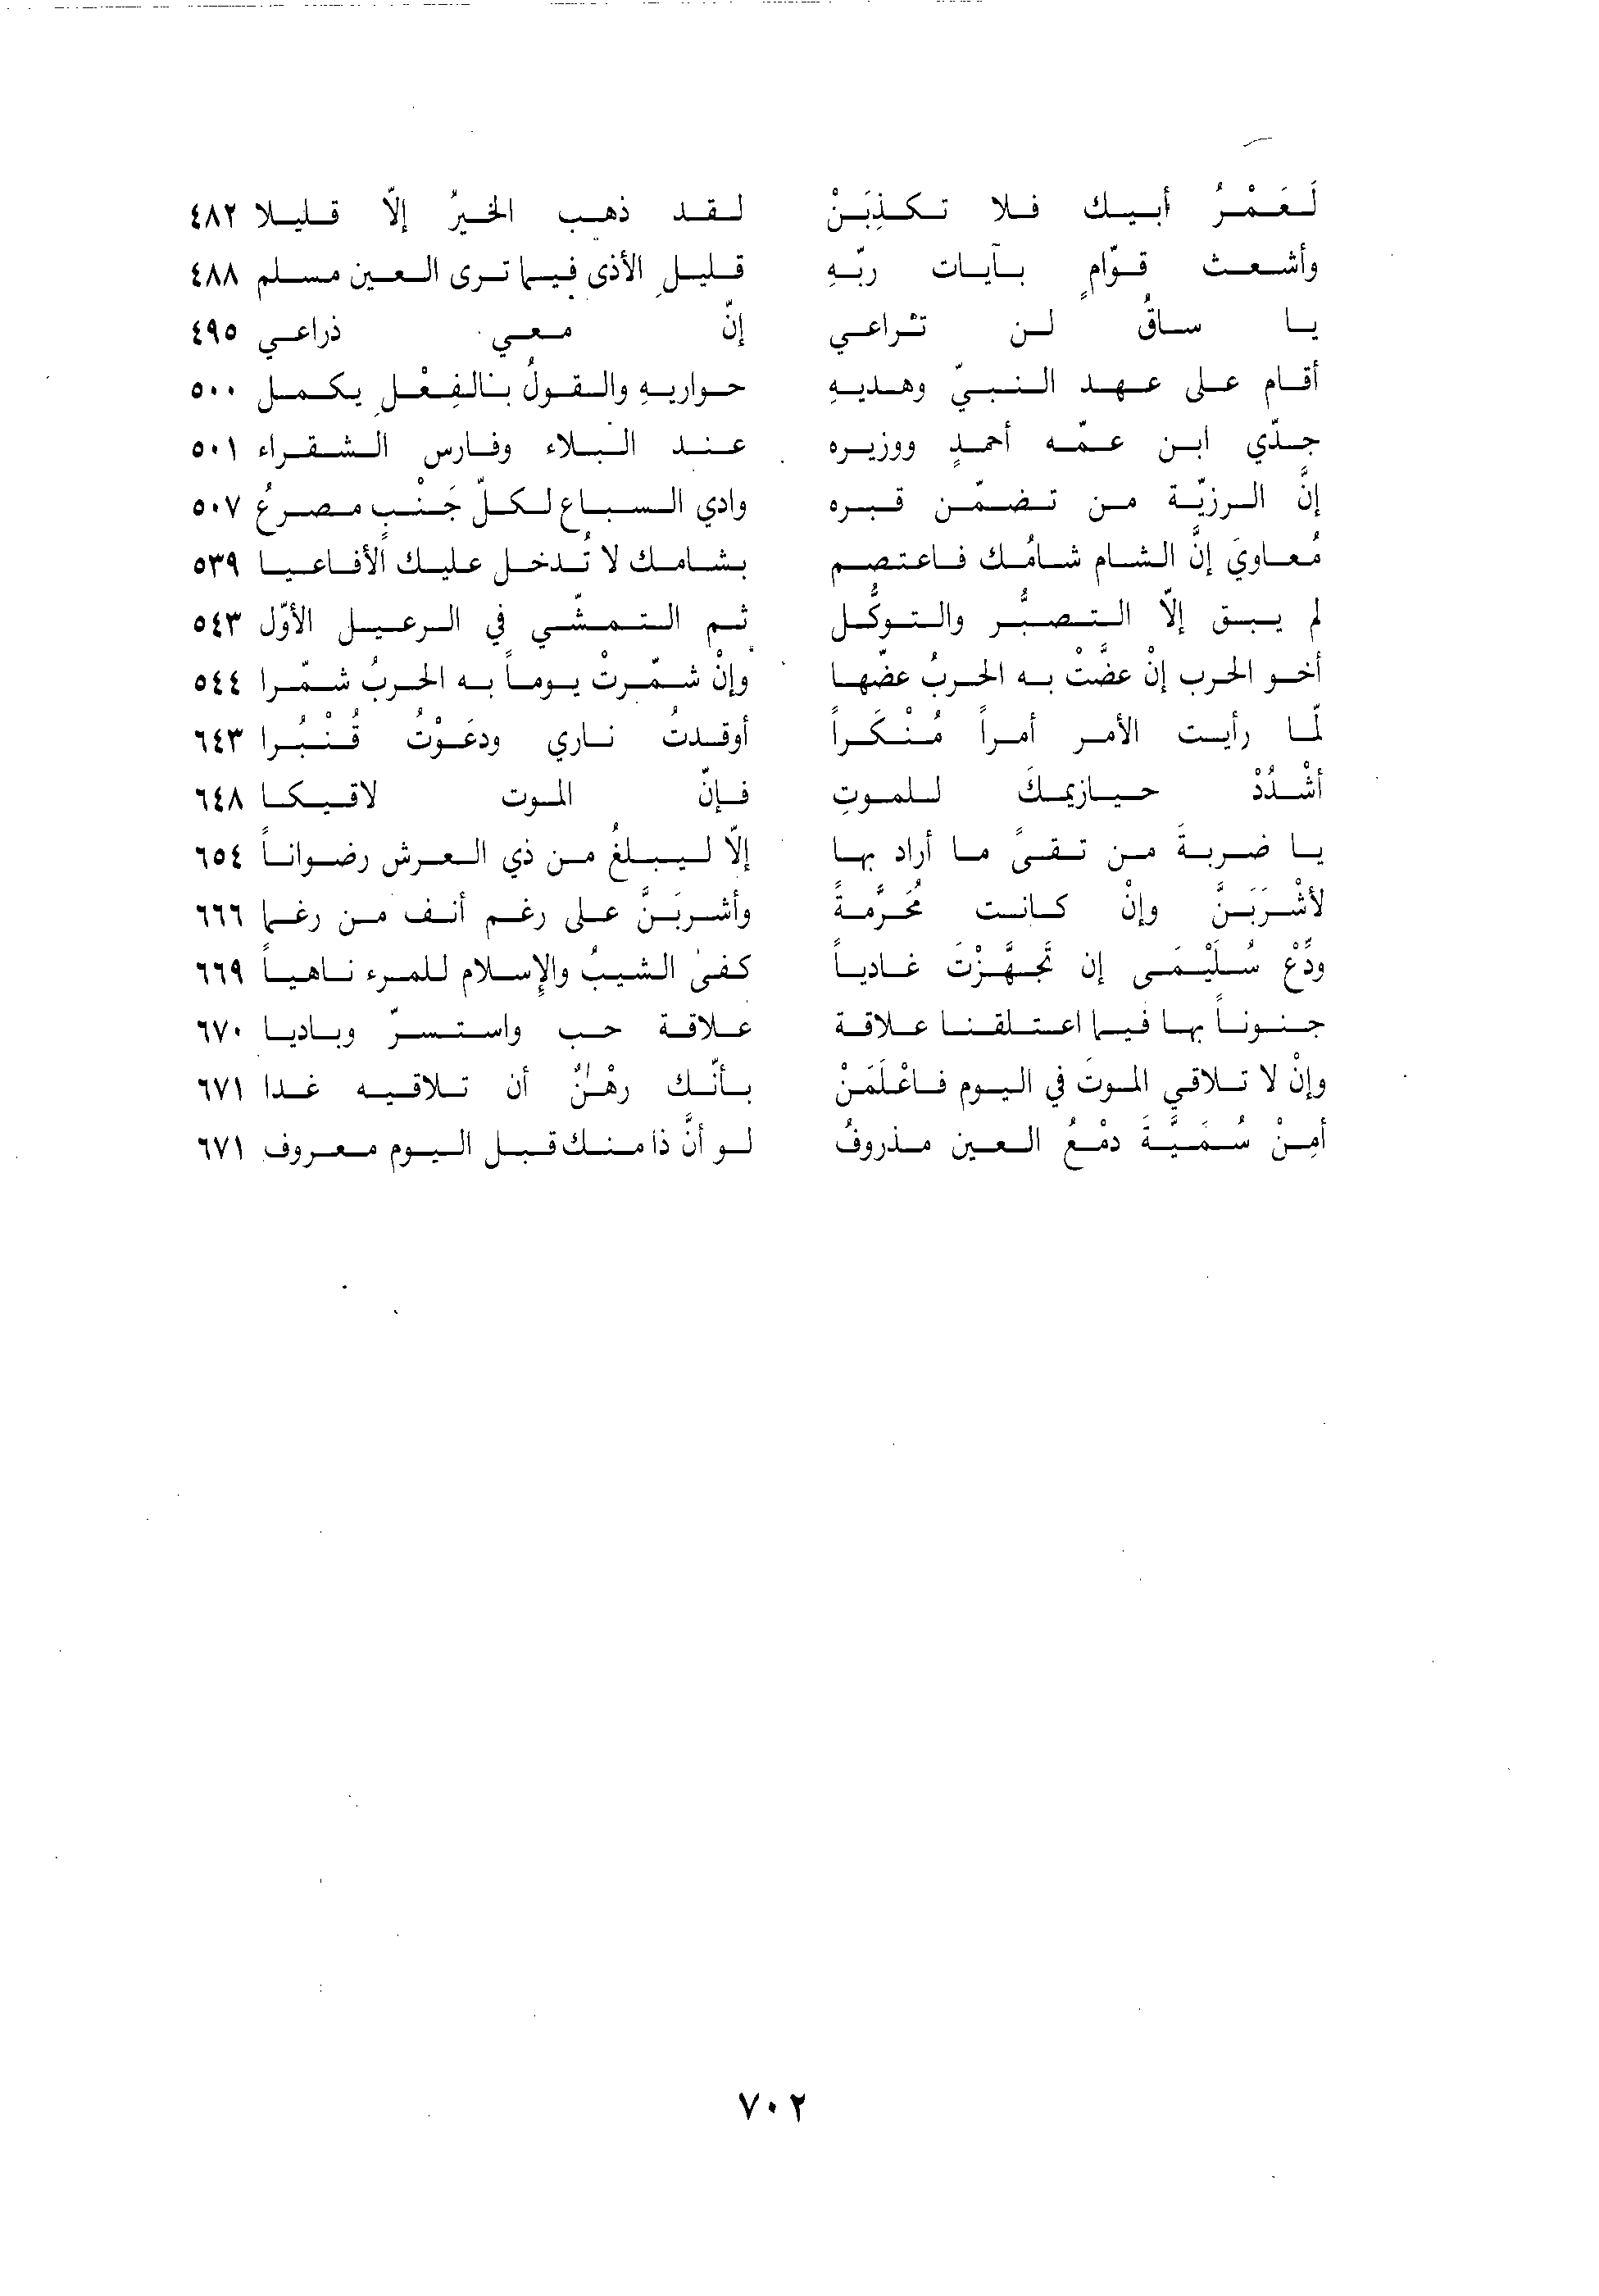 لَعَمْرُ أبيك فلا تكذِبَنْ لقد ذهب الخيرُ إلّا قليلا ٤٨٢
وأشعث قوّامٍ بآيات ربّهِ قليلِ الأذى فيما ترى العين مسلم ٤٨٨
يا ساقُ لن تُراعي إنّ معي ذراعي ٤٩٥
أقام على عهد النبيّ وهديهِ حواريهِ والقولُ بالفِعْلِ يكمل ٥٠٠
جدّي ابن عمّه أحمدٍ ووزيره عند البلاء وفارس الشقراء ٥٠١
إنَّ الرزيّة من تضمّن قبره وادي السباع لكلّ جَنْبٍ مصرعُ ٥٠٧
مُعاويَ إنَّ الشام شامُك فاعتصم بشامك لا تُدخل عليك الأفاعيا ٥٣٩
لم يبق إلّا التصبُّر والتوكُّل ثم التمشّي في الرعيل الأوّل ٥٤٣
أخو الحرب إنْ عضَّتْ به الحربُ عضّها وإنْ شمّرتْ يوماً به الحربُ شمّرا ٥٤٤
لمّا رأيت الأمر أمراً مُنْكَراً أوقدتُ ناري ودعَوْتُ قُنْبُرا ٦٤٣
أشْدُدْ حيازيمكَ للموتِ فإنّ الموت لاقيكا ٦٤٨
يا ضربةَ من تقىً ما أراد بها إلّا ليبلغُ من ذي العرش رضواناً ٦٥٤
لأشْرَبَنَّ وإنْ كانت مُحَرَّمةً وأشربَنَّ على رغم أنف من رغما ٦٦٦
ودِّعْ سُلَيْمَى إن تَجَهَّزْتَ غادياً كفىٰ الشيبُ والإسلام للمرء ناهياً ٦٦٩
جنوناً بها فيما اعتلقنا علاقة علاقة حب واستسرّ وباديا ٦٧٠
وإنْ لا تلاقي الموتَ في اليوم فاعْلَمَنْ بأنّك رهْنٌ أن تلاقيه غدا ٦٧١
أمِنْ سُمَيَّةَ دمْعُ العين مذروفُ لو أنَّ ذا منك قبل اليوم معروف ٦٧١
٧٠٢